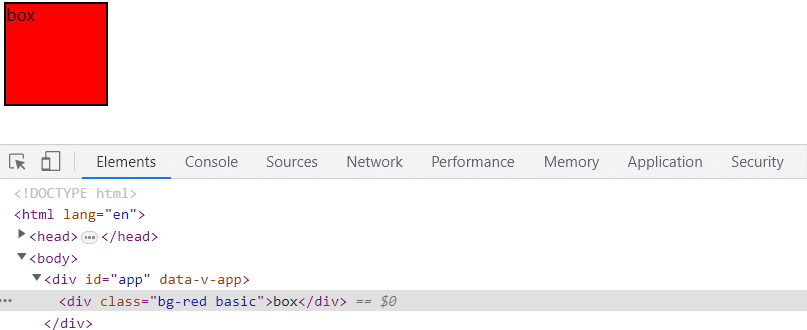 box
Elements Console Sources Network Performance Memory Application Security
<!DOCTYPE html>
<html lang="en">
<head>•••</head>
<body>
<div id="app" data-v-app>
••• <div class="bg-red basic">box</div> == $0
</div>